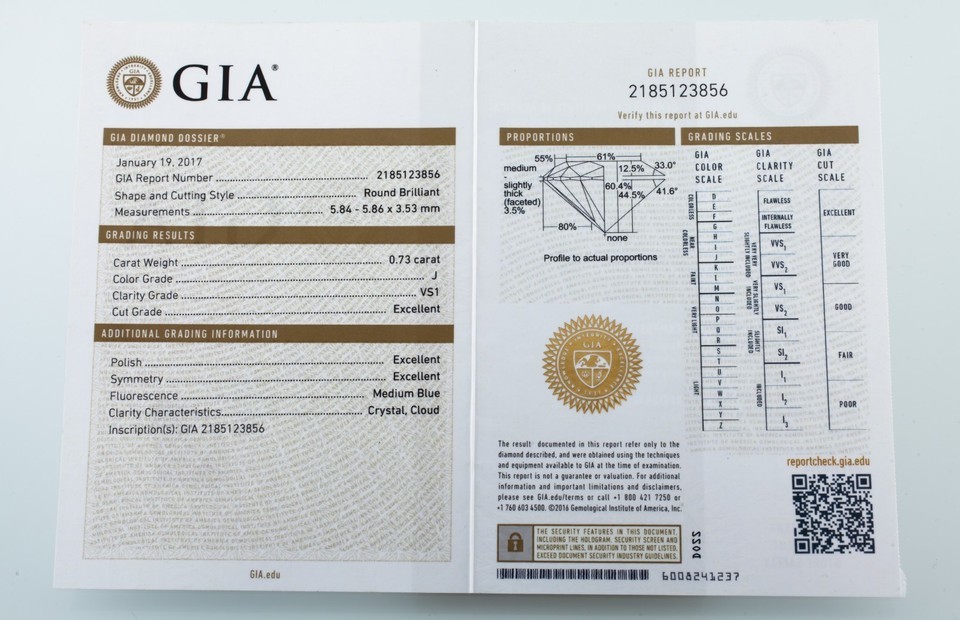 GIA®
GIA DIAMOND DOSSIER®
January 19, 2017
GIA Report Number 2185123856
Shape and Cutting Style Round Brilliant
Measurements 5.84 - 5.86 x 3.53 mm
GRADING RESULTS
Carat Weight 0.73 carat
Color Grade J
Clarity Grade VS1
Cut Grade Excellent
ADDITIONAL GRADING INFORMATION
Polish Excellent
Symmetry Excellent
Fluorescence Medium Blue
Clarity Characteristics Crystal, Cloud
Inscription(s): GIA 2185123856
GIA.edu
GIA REPORT
2185123856
Verify this report at GIA.edu
PROPORTIONS
55%
61%
12.5%
33.0°
medium
-
slightly
thick
(faceted)
3.5%
60.4%
44.5%
41.6°
80%
none
Profile to actual proportions
GIA
The result documented in this report refer only to the
diamond described, and were obtained using the techniques
and equipment available to GIA at the time of examination.
This report is not a guarantee or valuation. For additional
information and important limitations and disclaimers,
please see GIA.edu/terms or call +1 800 421 7250 or
+1 760 603 4500. ©2016 Gemological Institute of America, Inc.
THE SECURITY FEATURES IN THIS DOCUMENT,
INCLUDING THE HOLOGRAM, SECURITY SCREEN AND
MICROPRINT LINES, IN ADDITION TO THOSE NOT LISTED,
EXCEED DOCUMENT SECURITY INDUSTRY GUIDELINES.
6008241237
GRADING SCALES
GIA
COLOR
SCALE
COLORLESS
D
E
F
NEAR COLORLESS
G
H
I
J
FAINT
K
L
M
VERY LIGHT
N
O
P
Q
R
LIGHT
S
T
U
V
W
X
Y
Z
GIA
CLARITY
SCALE
FLAWLESS
INTERNALLY
FLAWLESS
VERY VERY
SLIGHTLY INCLUDED
VVS1
VVS2
VERY SLIGHTLY
INCLUDED
VS1
VS2
SLIGHTLY
INCLUDED
SI1
SI2
INCLUDED
I1
I2
I3
GIA
CUT
SCALE
EXCELLENT
VERY
GOOD
GOOD
FAIR
POOR
reportcheck.gia.edu